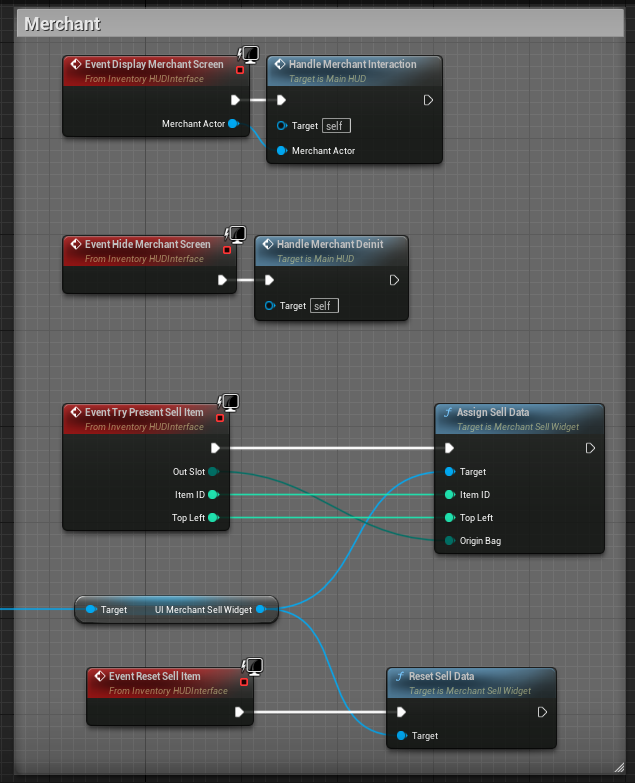 Merchant
Event Display Merchant Screen
From Inventory HUDInterface
Merchant Actor
Handle Merchant Interaction
Target is Main HUD
Target self
Merchant Actor
Event Hide Merchant Screen
From Inventory HUDInterface
Handle Merchant Deinit
Target is Main HUD
Target self
Event Try Present Sell Item
From Inventory HUDInterface
Out Slot
Item ID
Top Left
f Assign Sell Data
Target is Merchant Sell Widget
Target
Item ID
Top Left
Origin Bag
Target UI Merchant Sell Widget
Event Reset Sell Item
From Inventory HUDInterface
f Reset Sell Data
Target is Merchant Sell Widget
Target